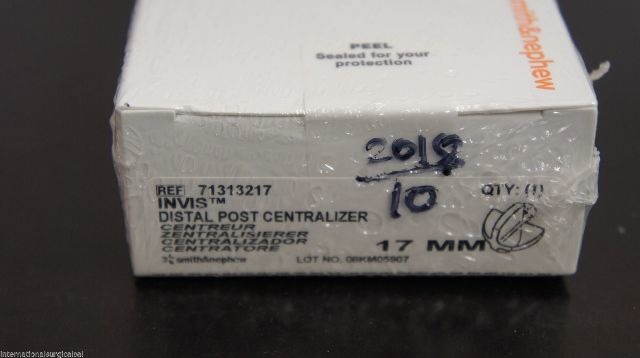 smith&nephew
PEEL
Sealed for your
protection
2018
10
REF 71313217
QTY: (1)
INVIS™
DISTAL POST CENTRALIZER
CENTREUR
ZENTRALISIERER
CENTRALIZADOR
CENTRATORE
17 MM
smith&nephew
LOT NO. 08KM05907
internationalsurgicalsel